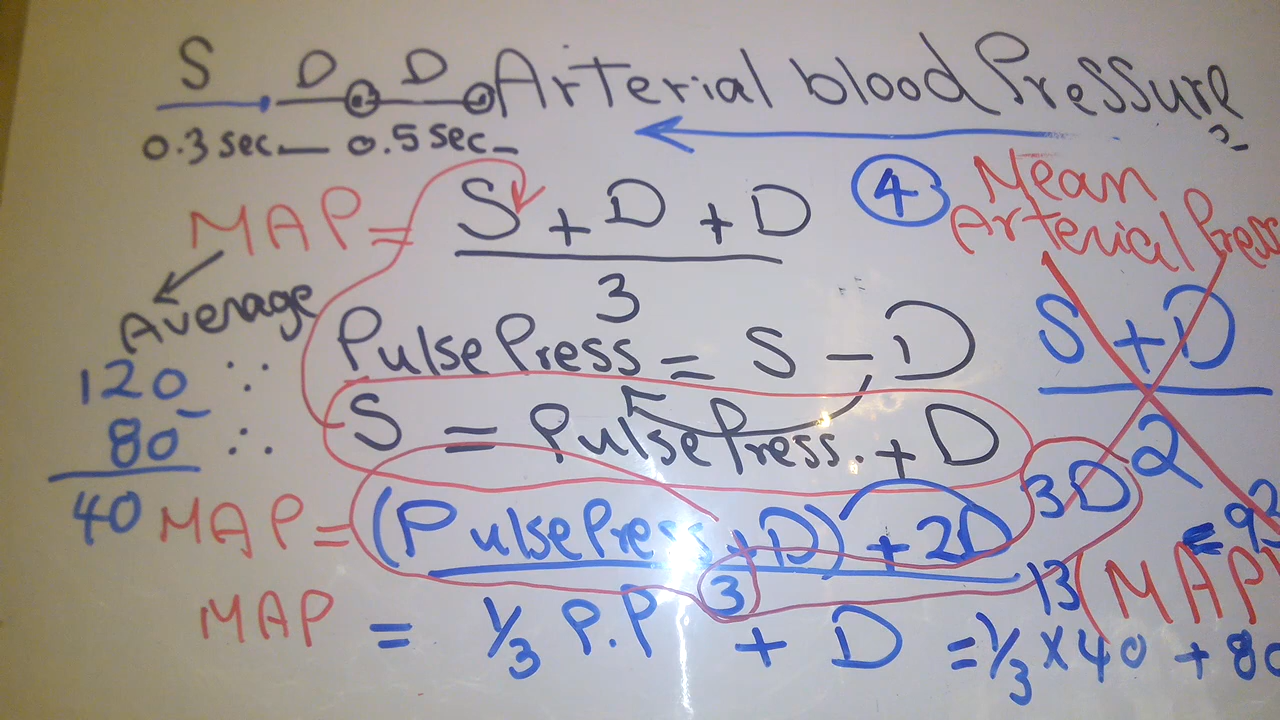 S D D Arterial blood Pressure
0.3 sec 0.5 sec
MAP = S + D + D
3
④ Mean
Arterial Press
S + D
2
Average
Pulse Press = S - D
120
80
40
∵
∴ S = Pulse Press. + D
MAP = (Pulse Press + D) + 2D
3
3D
= 93
13 (MAP)
MAP = 1/3 P.P + D = 1/3 × 40 + 80